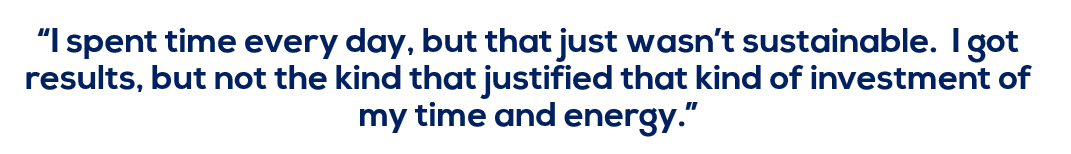 “I spent time every day, but that just wasn’t sustainable.  I got
results, but not the kind that justified that kind of investment of
my time and energy.”